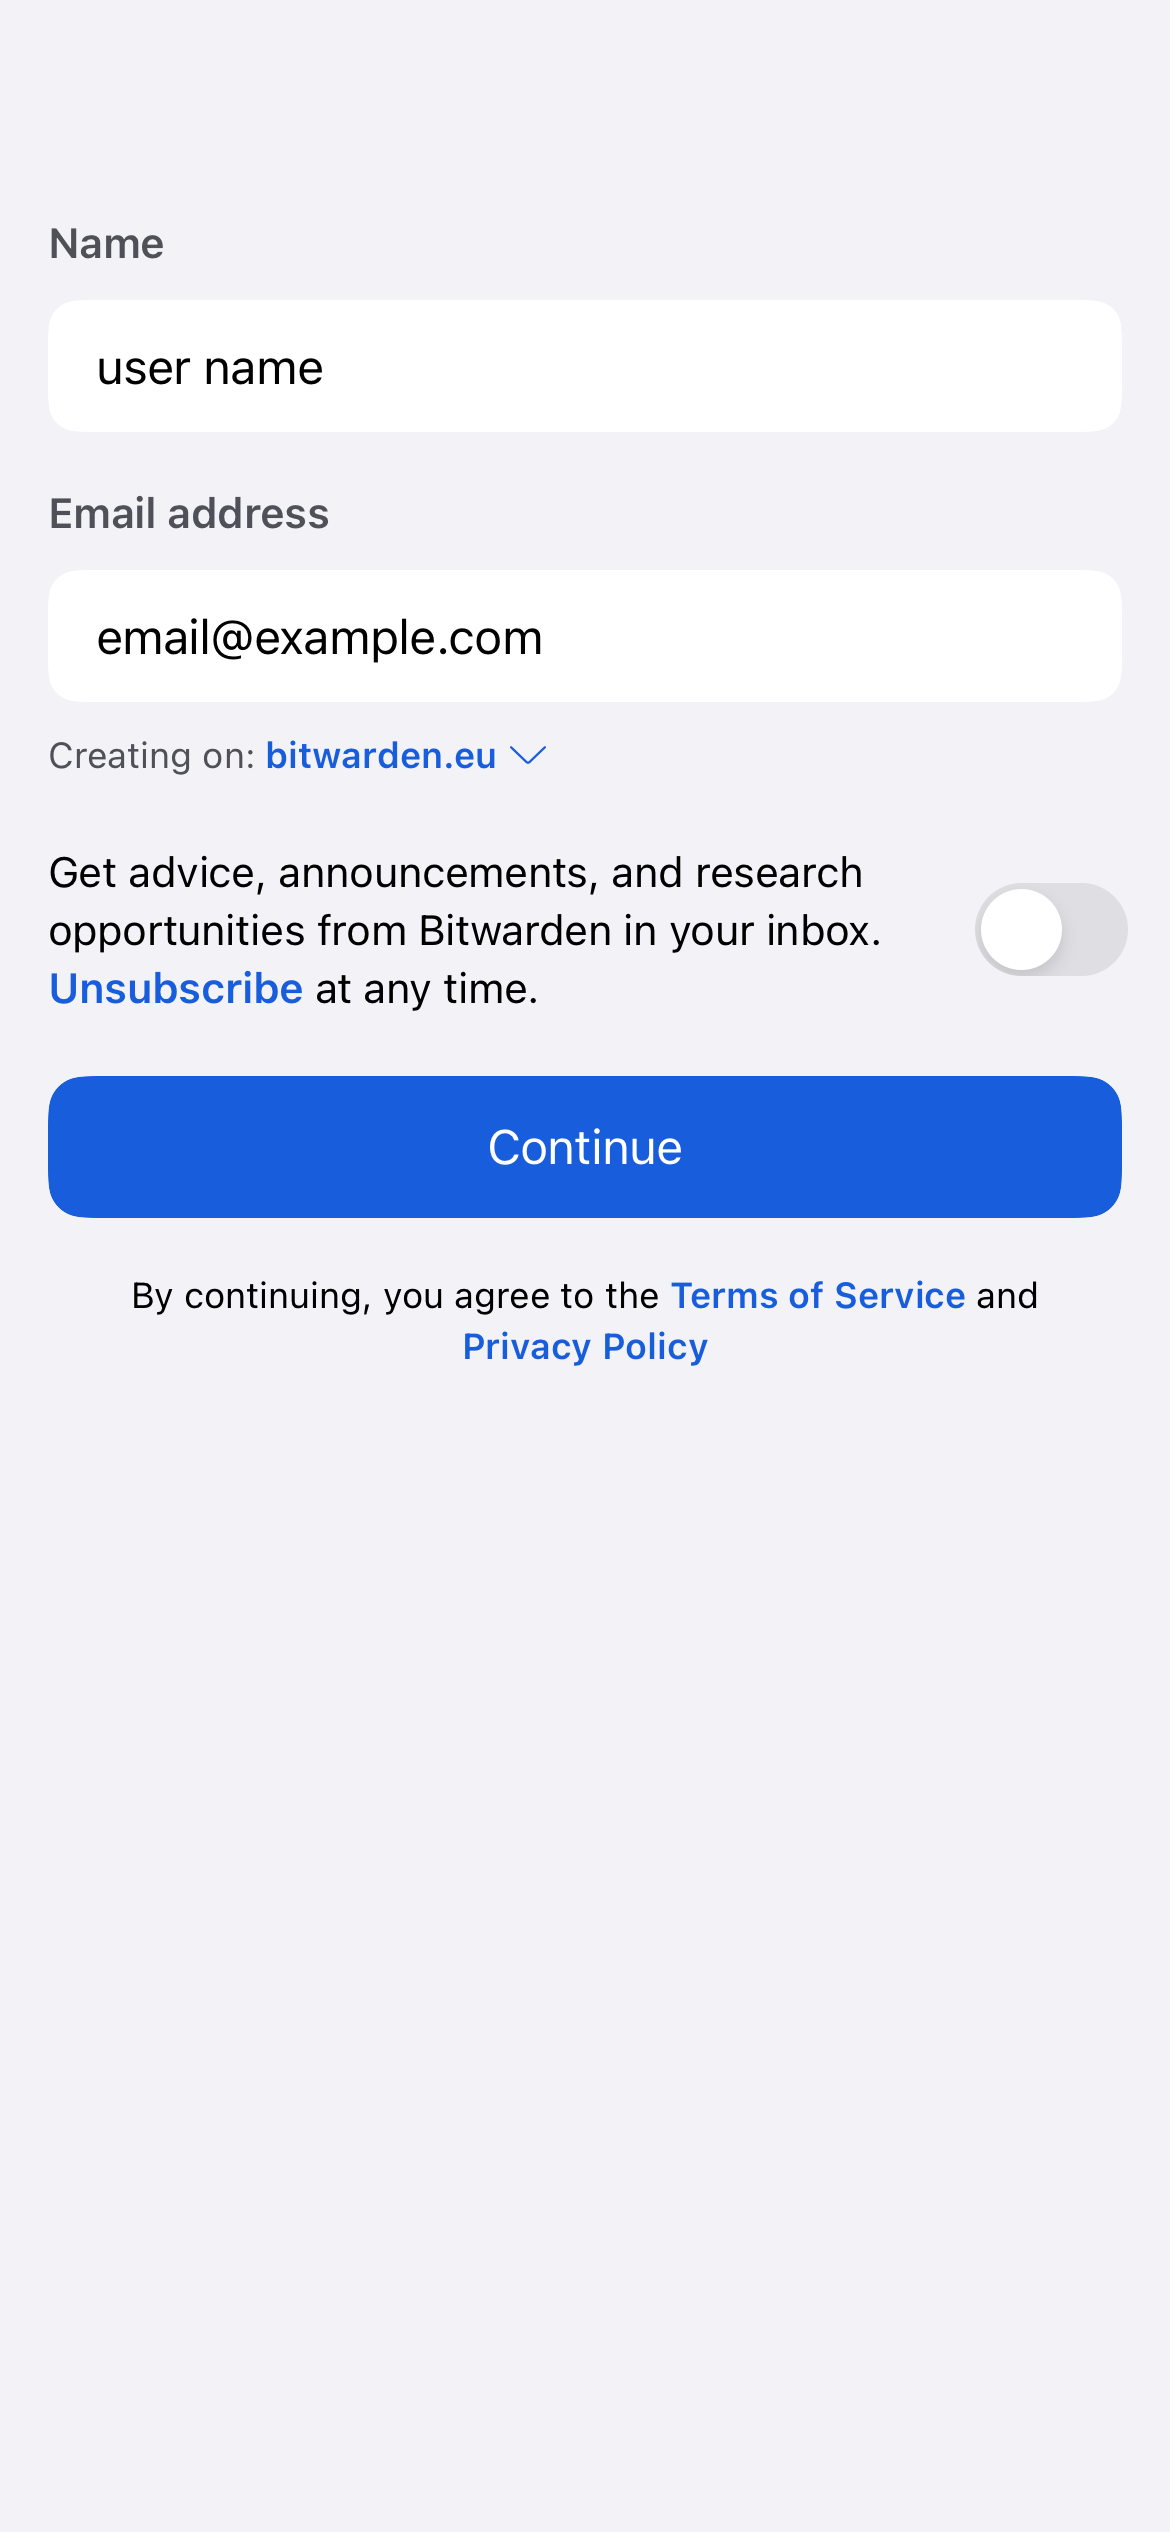 Name
user name
Email address
email@example.com
Creating on: bitwarden.eu
Get advice, announcements, and research
opportunities from Bitwarden in your inbox.
Unsubscribe at any time.
Continue
By continuing, you agree to the Terms of Service and
Privacy Policy